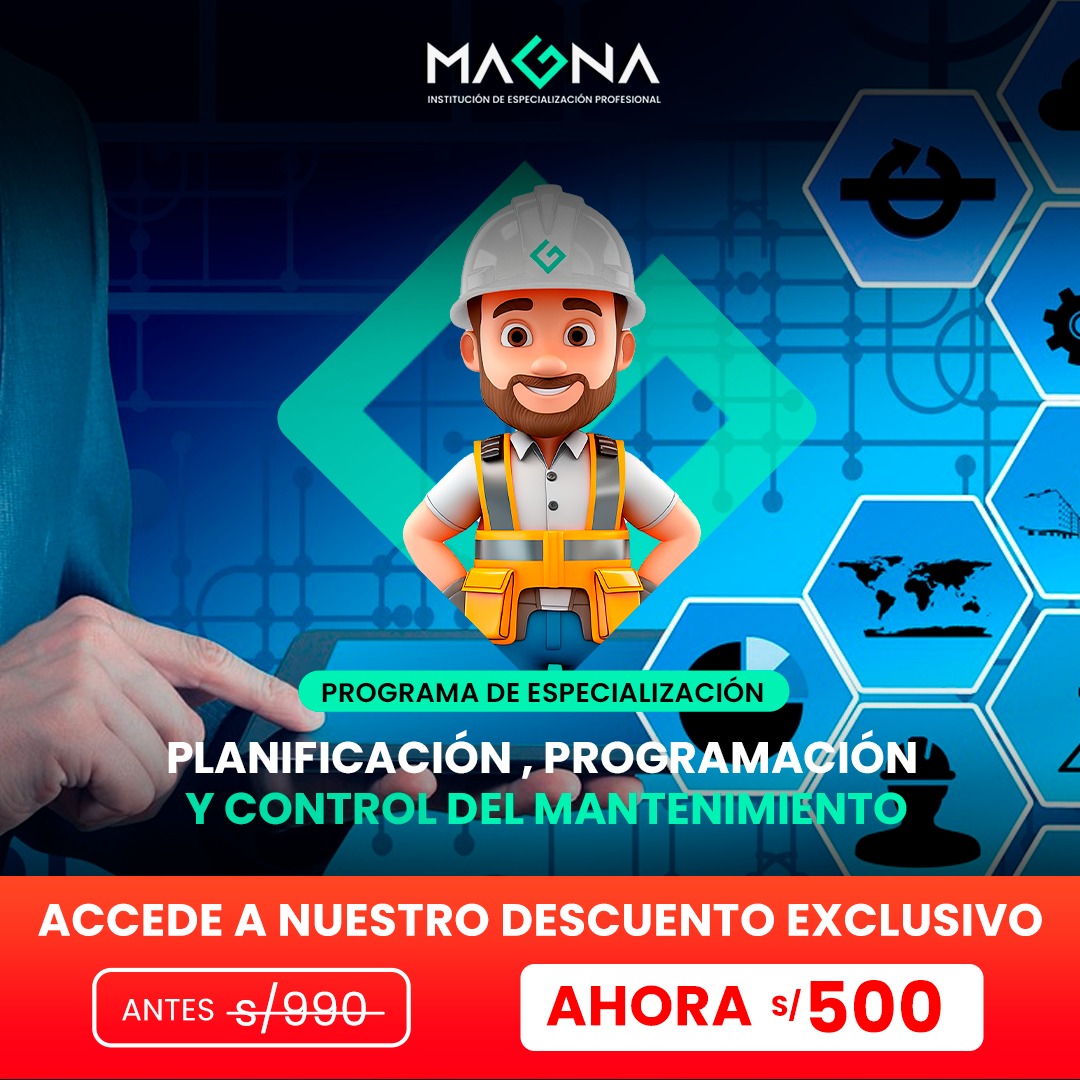 MAGNA
INSTITUCIÓN DE ESPECIALIZACIÓN PROFESIONAL
PROGRAMA DE ESPECIALIZACIÓN
PLANIFICACIÓN , PROGRAMACIÓN
Y CONTROL DEL MANTENIMIENTO
ACCEDE A NUESTRO DESCUENTO EXCLUSIVO
ANTES s/990
AHORA s/500